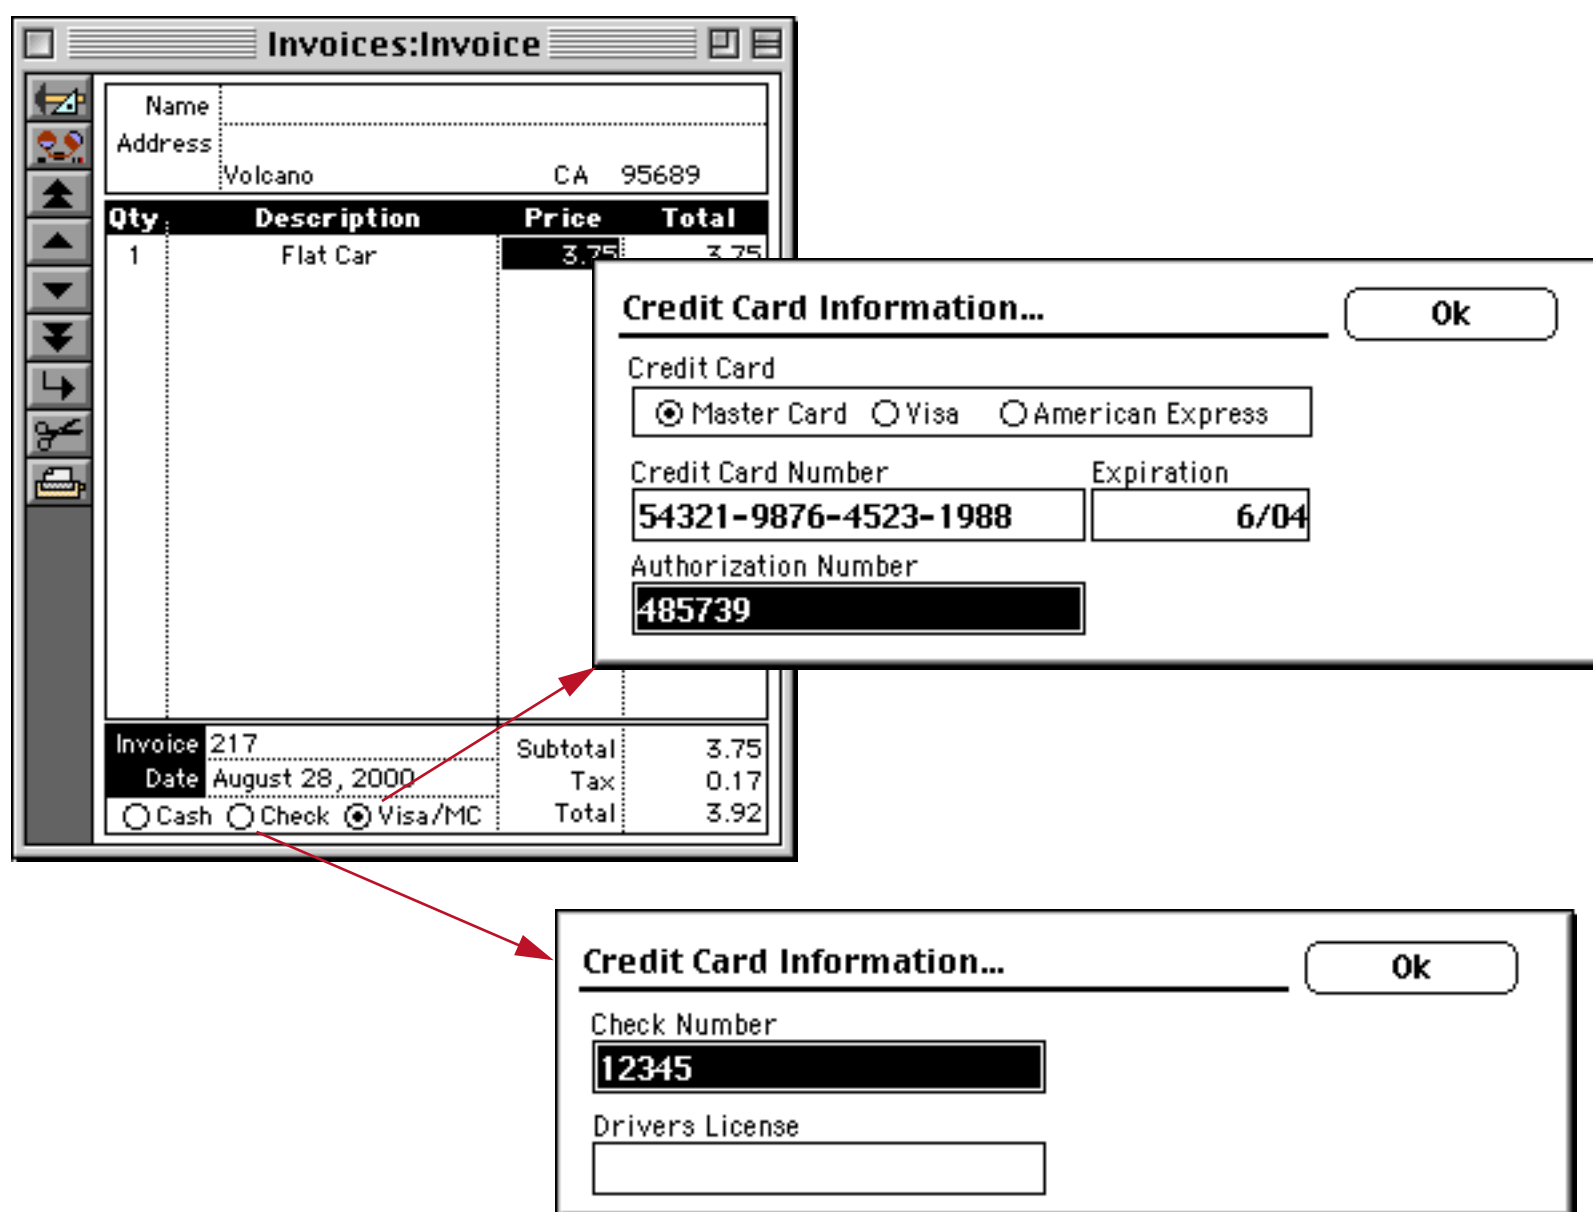 Invoices:Invoice
Name
Address
Volcano CA 95689
Qty Description Price Total
1 Flat Car 3.75 3.75
Invoice 217
Date August 28, 2000
Cash Check Visa/MC
Subtotal 3.75
Tax 0.17
Total 3.92
Credit Card Information...
Ok
Credit Card
Master Card Visa American Express
Credit Card Number Expiration
54321-9876-4523-1988 6/04
Authorization Number
485739
Credit Card Information...
Ok
Check Number
12345
Drivers License